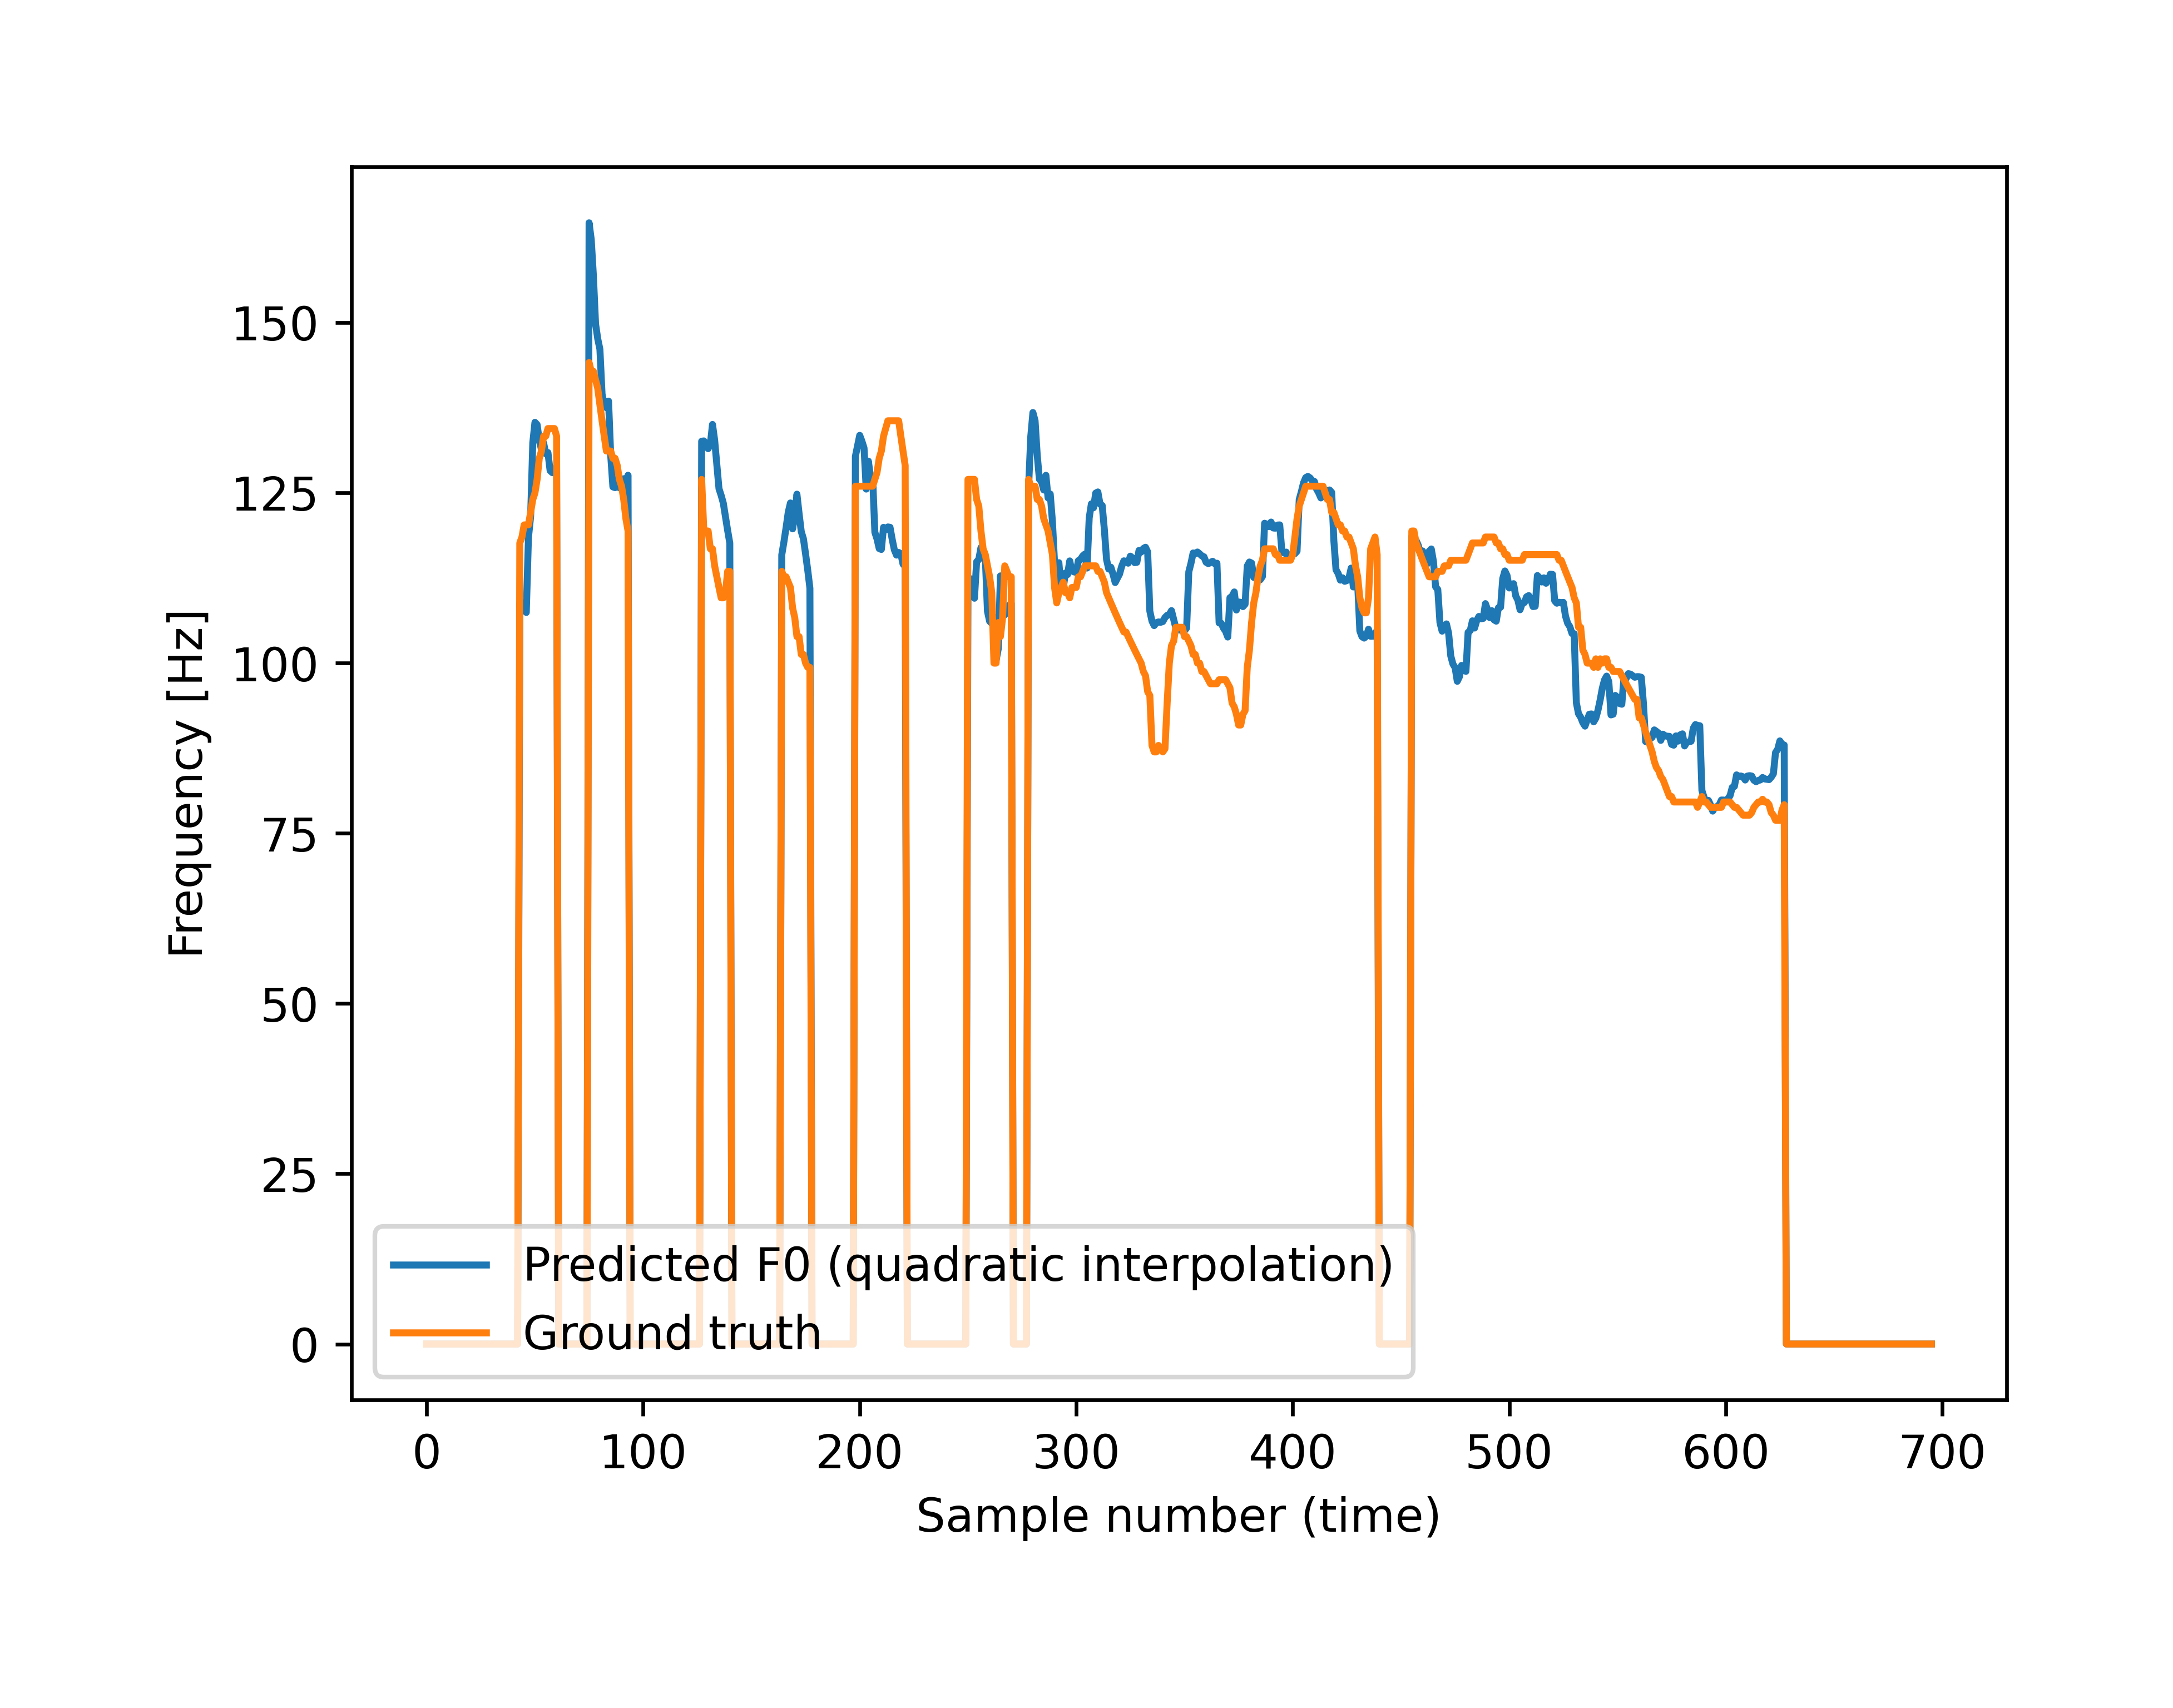 150
125
100
75
50
25
0
Frequency [Hz]
Predicted F0 (quadratic interpolation)
Ground truth
0 100 200 300 400 500 600 700
Sample number (time)